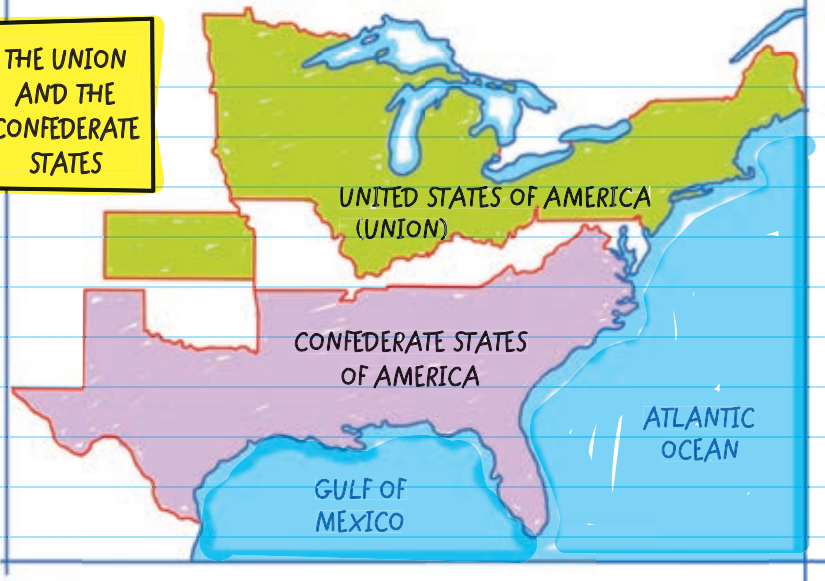 THE UNION
AND THE
CONFEDERATE
STATES
UNITED STATES OF AMERICA
(UNION)
CONFEDERATE STATES
OF AMERICA
ATLANTIC
OCEAN
GULF OF
MEXICO